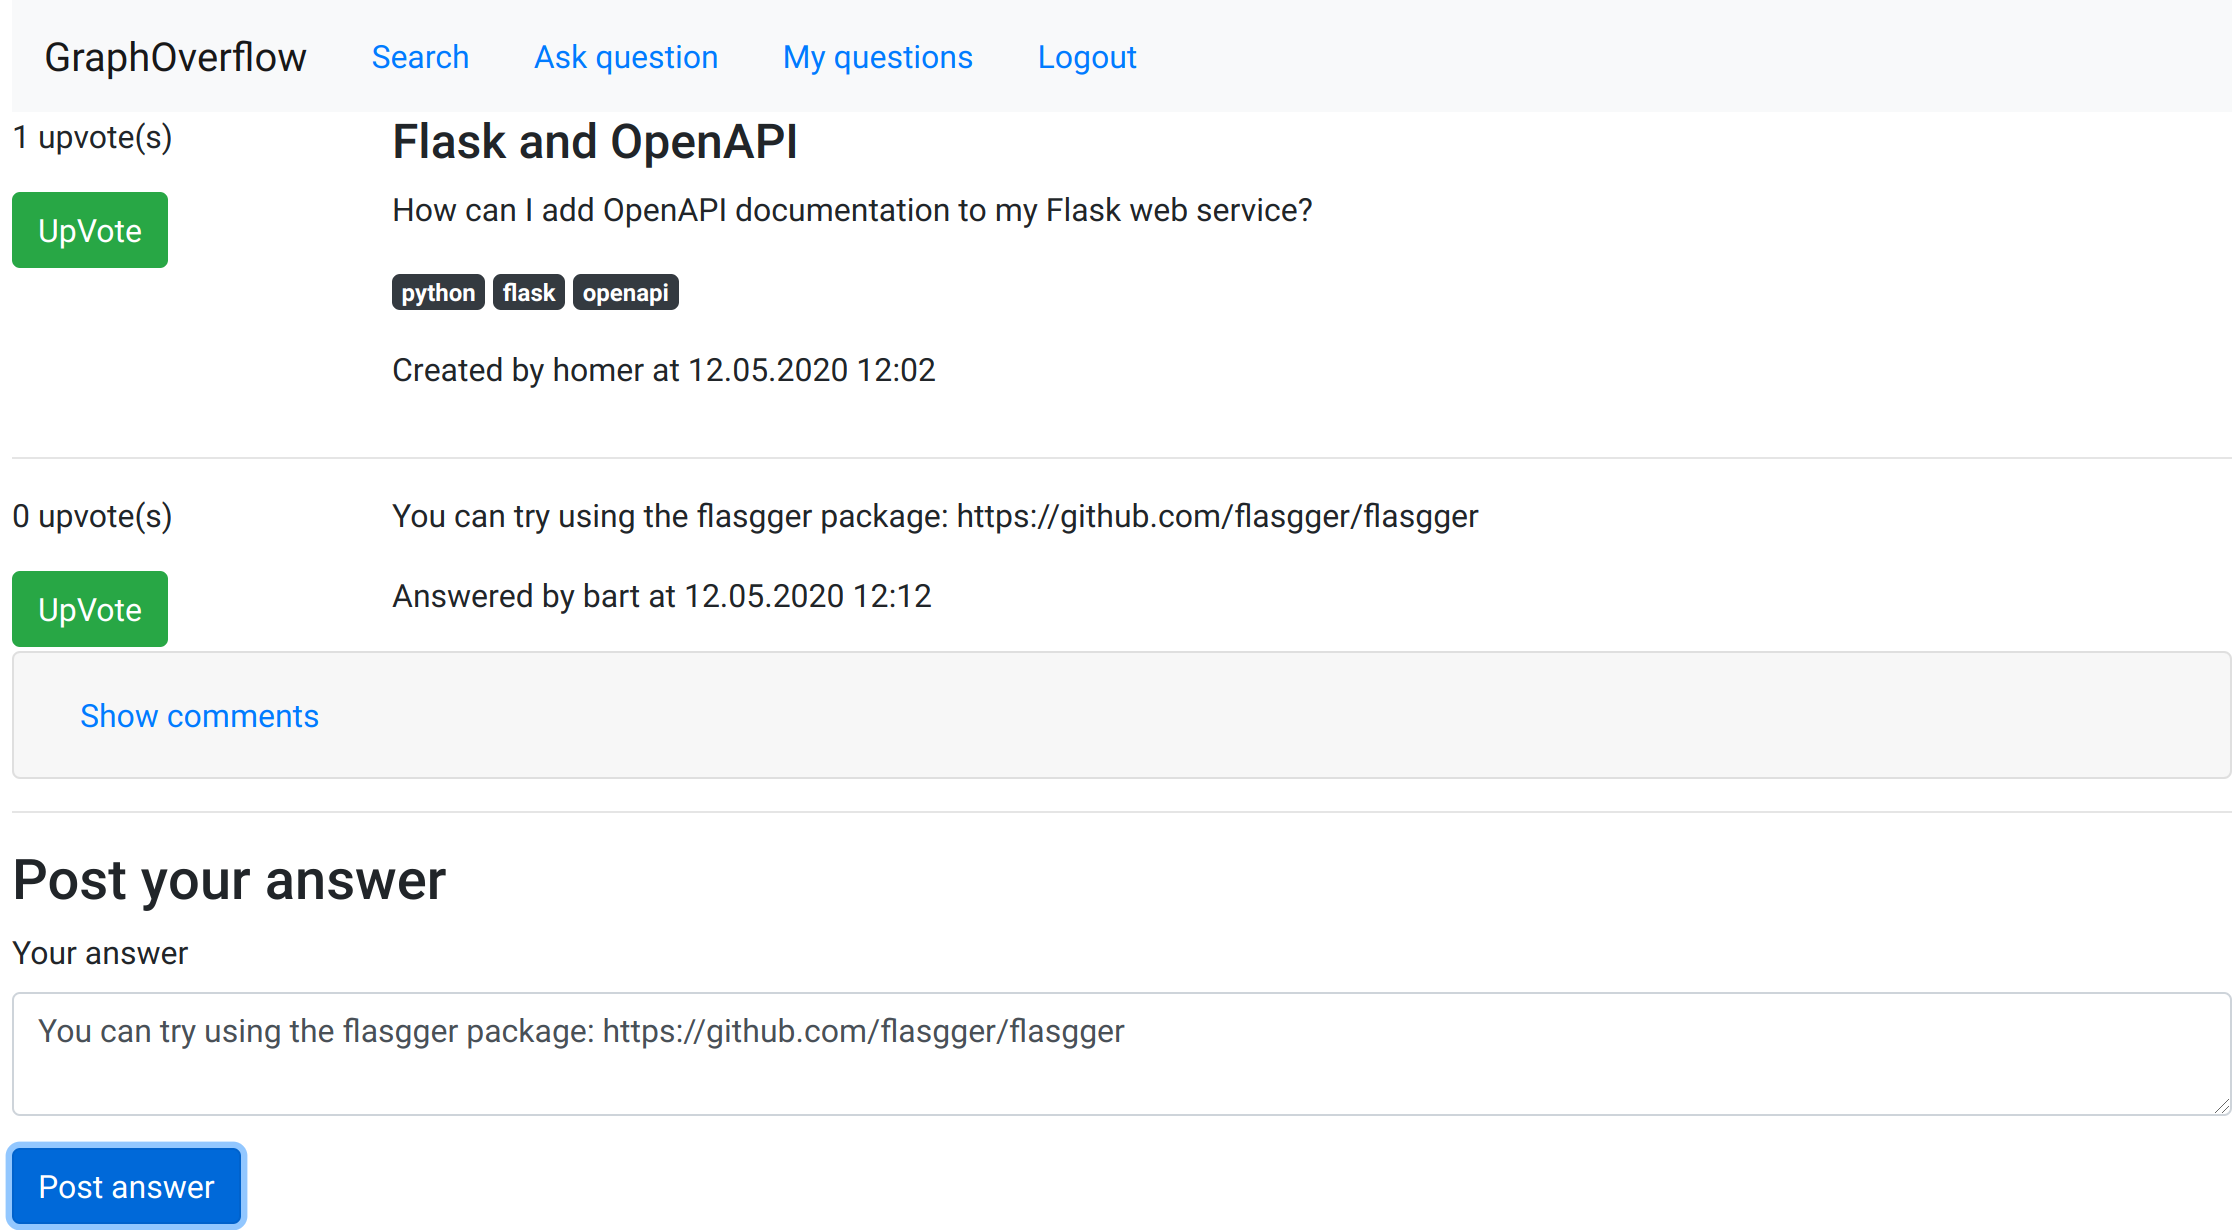 GraphOverflow Search Ask question My questions Logout
1 upvote(s)
UpVote
Flask and OpenAPI
How can I add OpenAPI documentation to my Flask web service?
python flask openapi
Created by homer at 12.05.2020 12:02
0 upvote(s)
UpVote
You can try using the flasgger package: https://github.com/flasgger/flasgger
Answered by bart at 12.05.2020 12:12
Show comments
Post your answer
Your answer
You can try using the flasgger package: https://github.com/flasgger/flasgger
Post answer